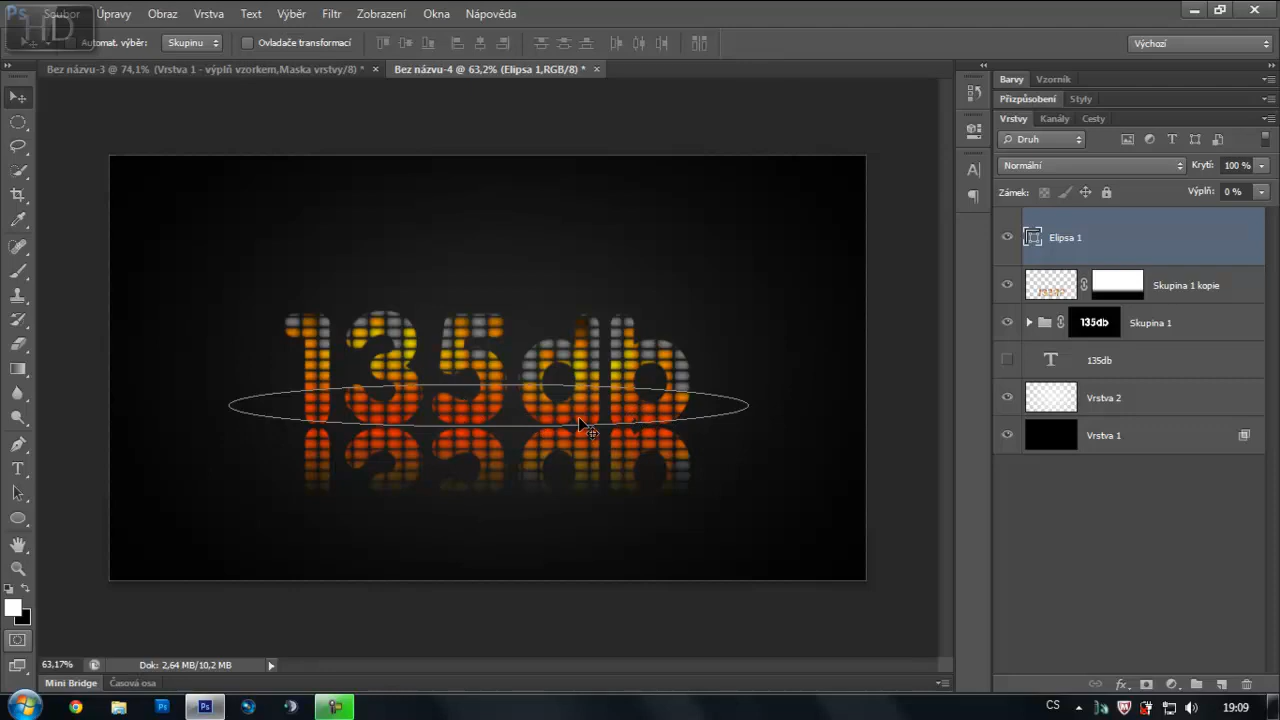 Ps Soubor Úpravy Obraz Vrstva Text Výběr Filtr Zobrazení Okna Nápověda
HD
Automat. výběr: Skupinu Ovladače transformací Výchozí
Bez názvu-3 @ 74,1% (Vrstva 1 - výplň vzorkem,Maska vrstvy/8) * × Bez názvu-4 @ 63,2% (Elipsa 1,RGB/8) * ×
Barvy Vzorník
Přizpůsobení Styly
Vrstvy Kanály Cesty
Druh
Normální Krytí: 100 %
Zámek: Výplň: 0 %
Elipsa 1
Skupina 1 kopie
135db Skupina 1
T 135db
Vrstva 2
Vrstva 1
135db
63,17% Dok: 2,64 MB/10,2 MB
Mini Bridge Časová osa
CS 19:09